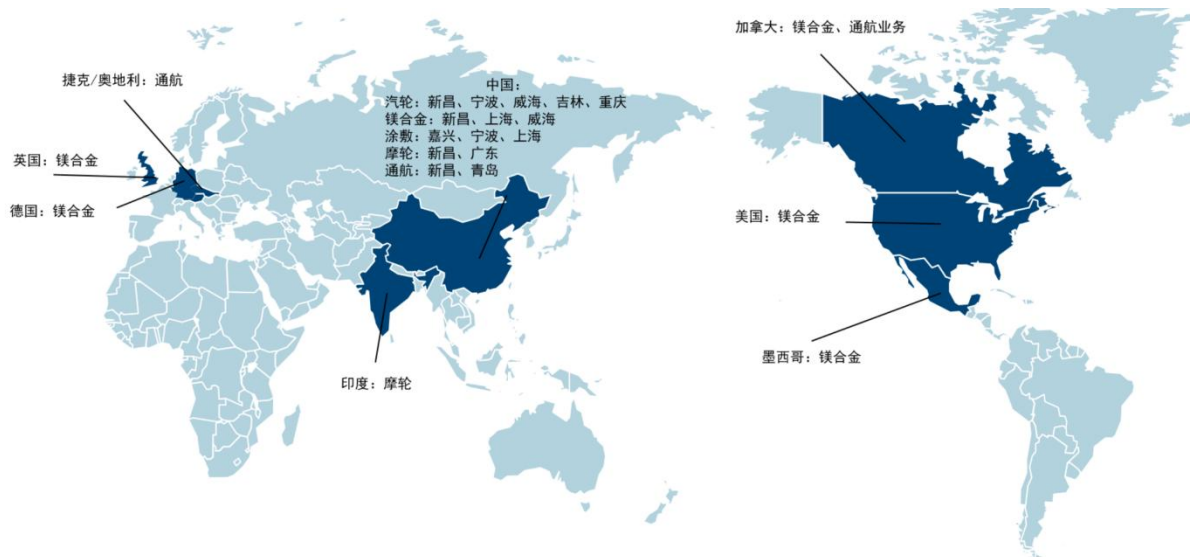 捷克/奥地利：通航
英国：镁合金
德国：镁合金
中国：
汽轮：新昌、宁波、威海、吉林、重庆
镁合金：新昌、上海、威海
涂敷：嘉兴、宁波、上海
摩轮：新昌、广东
通航：新昌、青岛
印度：摩轮
加拿大：镁合金、通航业务
美国：镁合金
墨西哥：镁合金